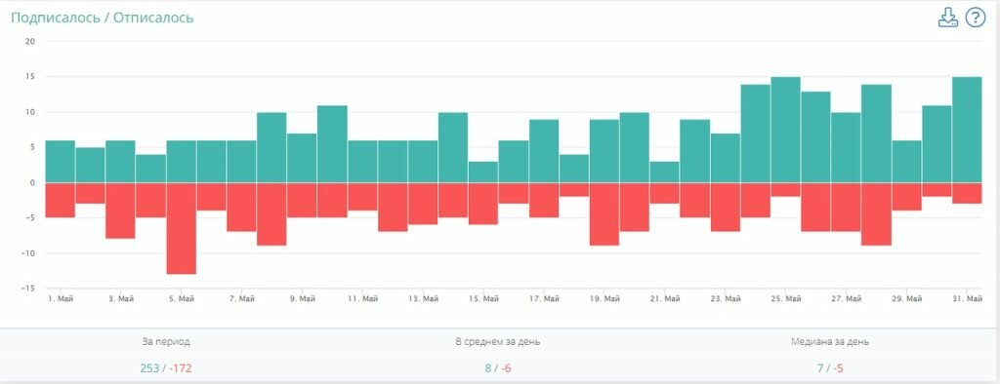 Подписалось / Отписалось
20
15
10
5
0
-5
-10
-15
1. Май 3. Май 5. Май 7. Май 9. Май 11. Май 13. Май 15. Май 17. Май 19. Май 21. Май 23. Май 25. Май 27. Май 29. Май 31. Май
За период В среднем за день Медиана за день
253 / -172 8 / -6 7 / -5